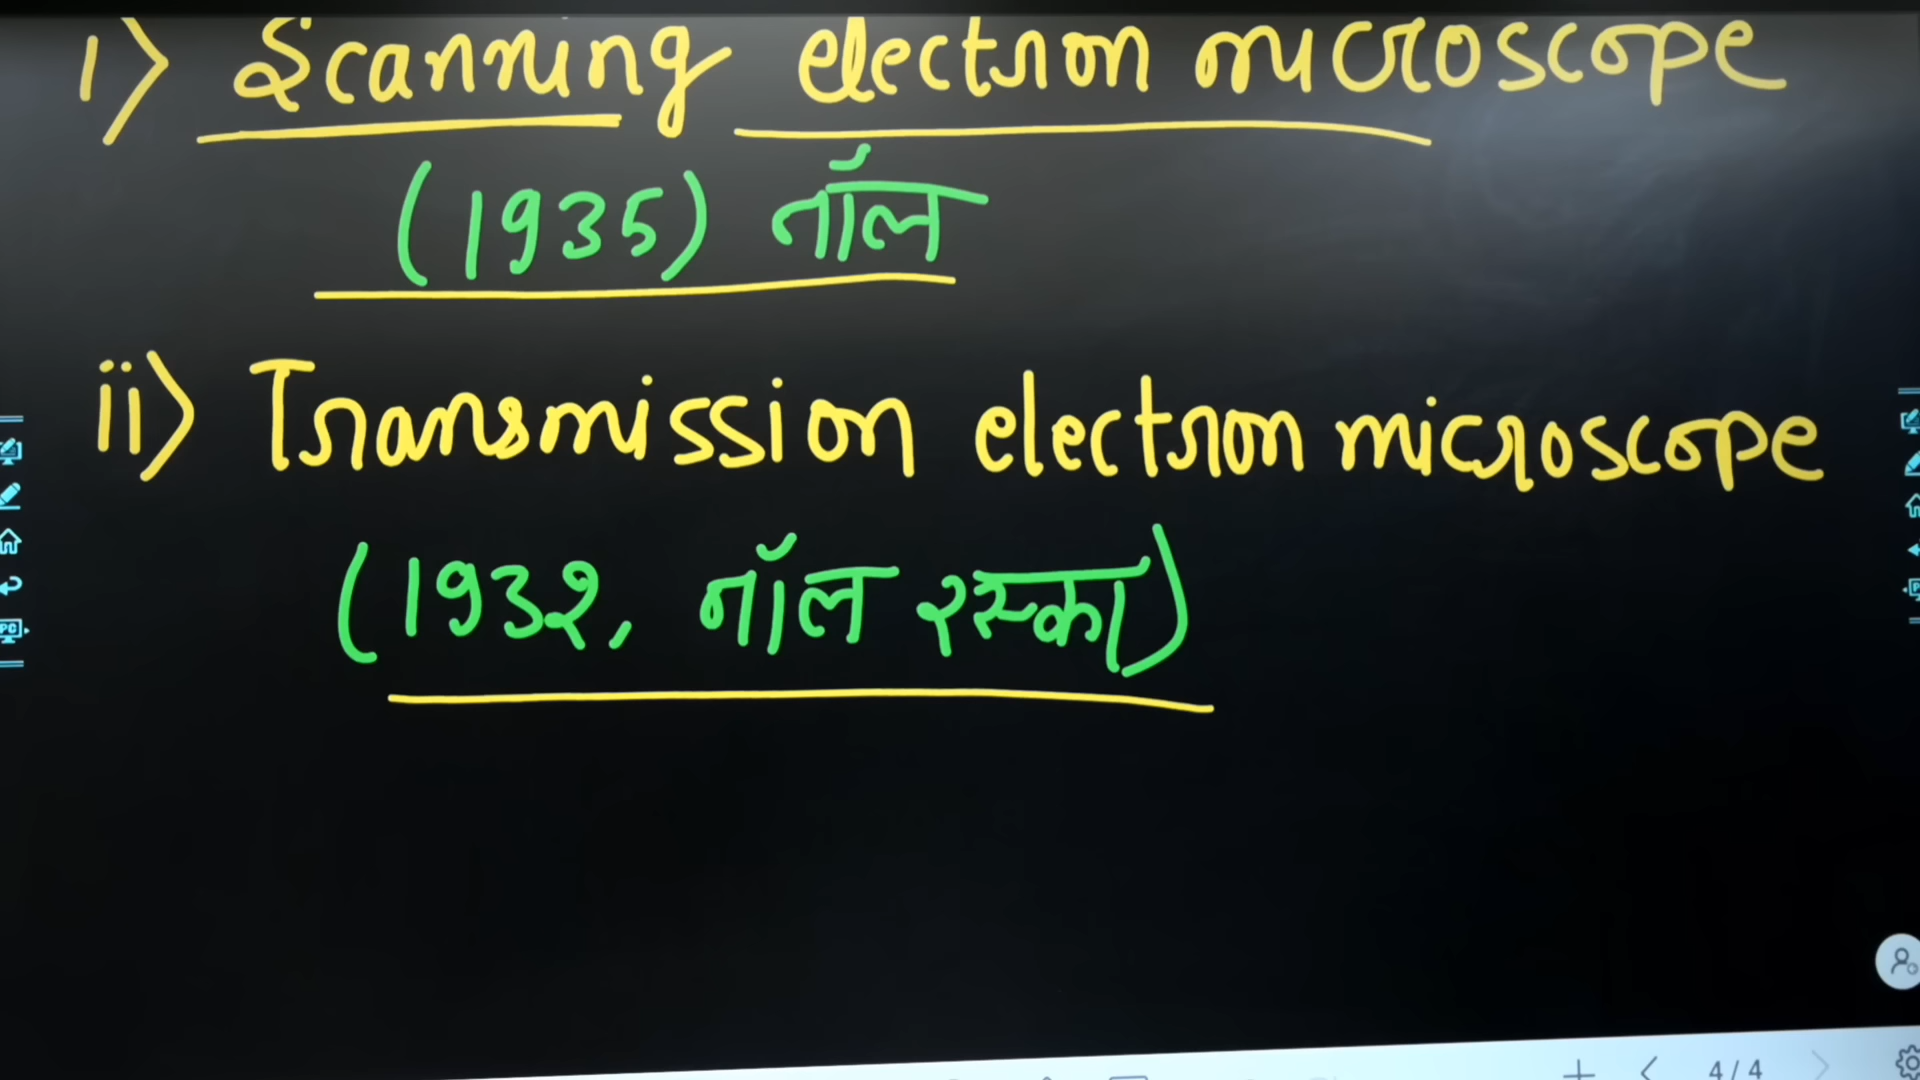 i) Scanning electron microscope
(1935) नॉल
ii) Transmission electron microscope
(1932, नॉल रस्का)
4/4